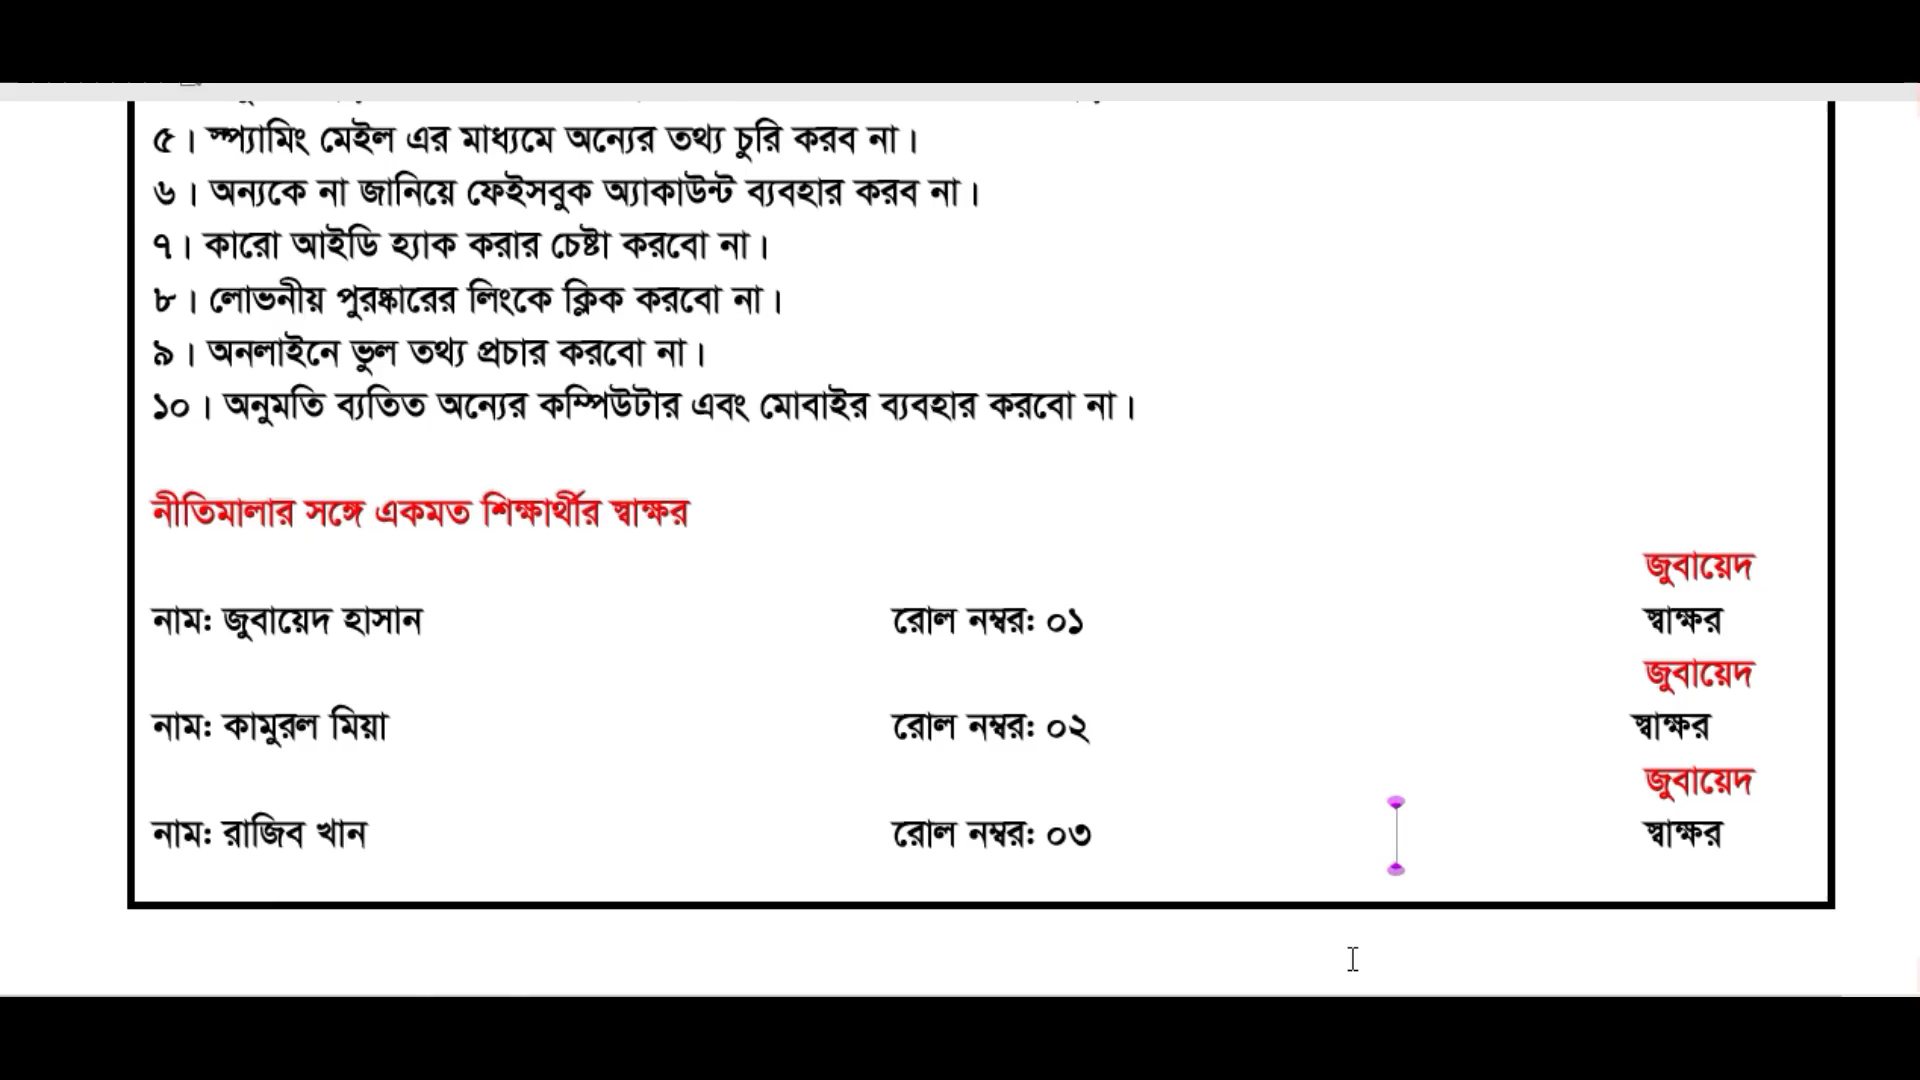 ৫। স্প্যামিং মেইল এর মাধ্যমে অন্যের তথ্য চুরি করব না।
৬। অন্যকে না জানিয়ে ফেইসবুক অ্যাকাউন্ট ব্যবহার করব না।
৭। কারো আইডি হ্যাক করার চেষ্টা করবো না।
৮। লোভনীয় পুরষ্কারের লিংকে ক্লিক করবো না।
৯। অনলাইনে ভুল তথ্য প্রচার করবো না।
১০। অনুমতি ব্যতিত অন্যের কম্পিউটার এবং মোবাইর ব্যবহার করবো না।
নীতিমালার সঙ্গে একমত শিক্ষার্থীর স্বাক্ষর
জুবায়েদ
নাম: জুবায়েদ হাসান রোল নম্বর: ০১ স্বাক্ষর
জুবায়েদ
নাম: কামুরল মিয়া রোল নম্বর: ০২ স্বাক্ষর
জুবায়েদ
নাম: রাজিব খান রোল নম্বর: ০৩ স্বাক্ষর